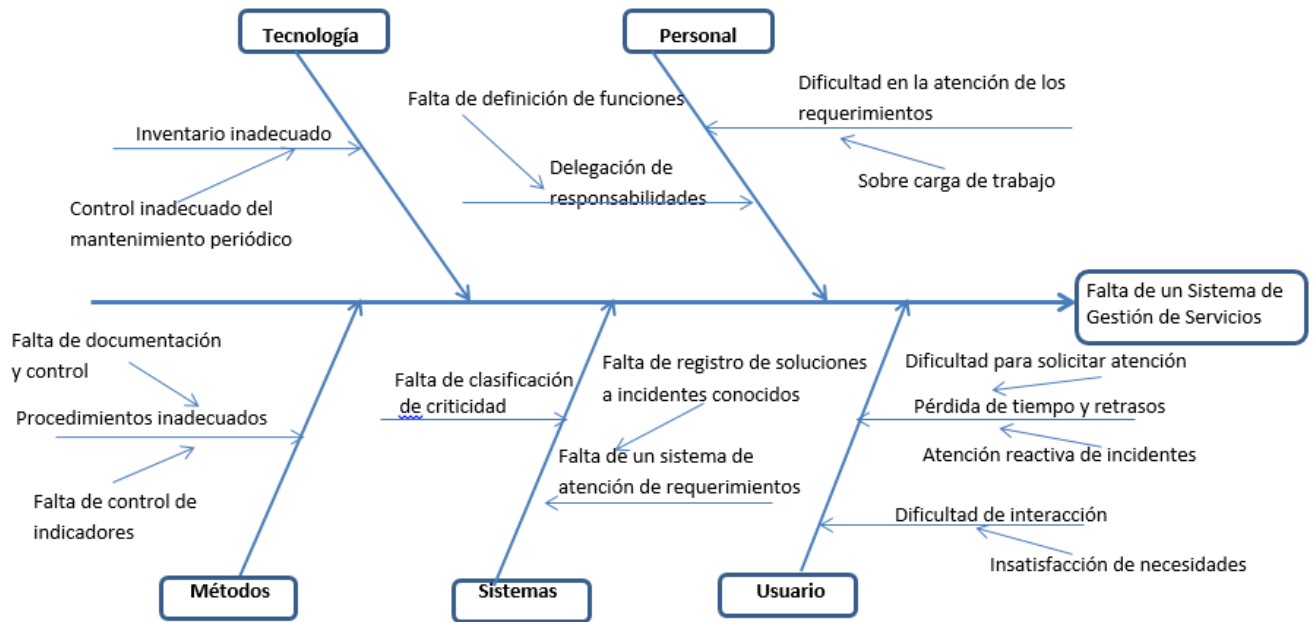 Tecnología
Personal
Falta de definición de funciones
Dificultad en la atención de los
requerimientos
Inventario inadecuado
Delegación de
responsabilidades
Sobre carga de trabajo
Control inadecuado del
mantenimiento periódico
Falta de un Sistema de
Gestión de Servicios
Falta de documentación
y control
Procedimientos inadecuados
Falta de control de
indicadores
Falta de clasificación
de criticidad
Falta de registro de soluciones
a incidentes conocidos
Falta de un sistema de
atención de requerimientos
Dificultad para solicitar atención
Pérdida de tiempo y retrasos
Atención reactiva de incidentes
Dificultad de interacción
Insatisfacción de necesidades
Métodos
Sistemas
Usuario